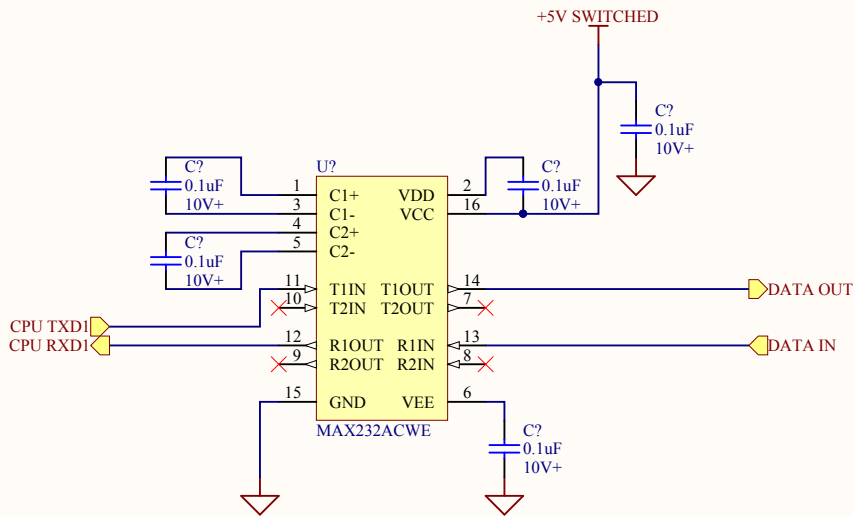 +5V SWITCHED
C?
0.1uF
10V+
U?
C?
0.1uF
10V+
1
C1+
VDD
2
C?
0.1uF
10V+
3
C1-
VCC
16
4
C2+
C?
0.1uF
10V+
5
C2-
11
T1IN
T1OUT
14
DATA OUT
10
T2IN
T2OUT
7
CPU TXD1
CPU RXD1
12
R1OUT
R1IN
13
DATA IN
9
R2OUT
R2IN
8
15
GND
VEE
6
MAX232ACWE
C?
0.1uF
10V+